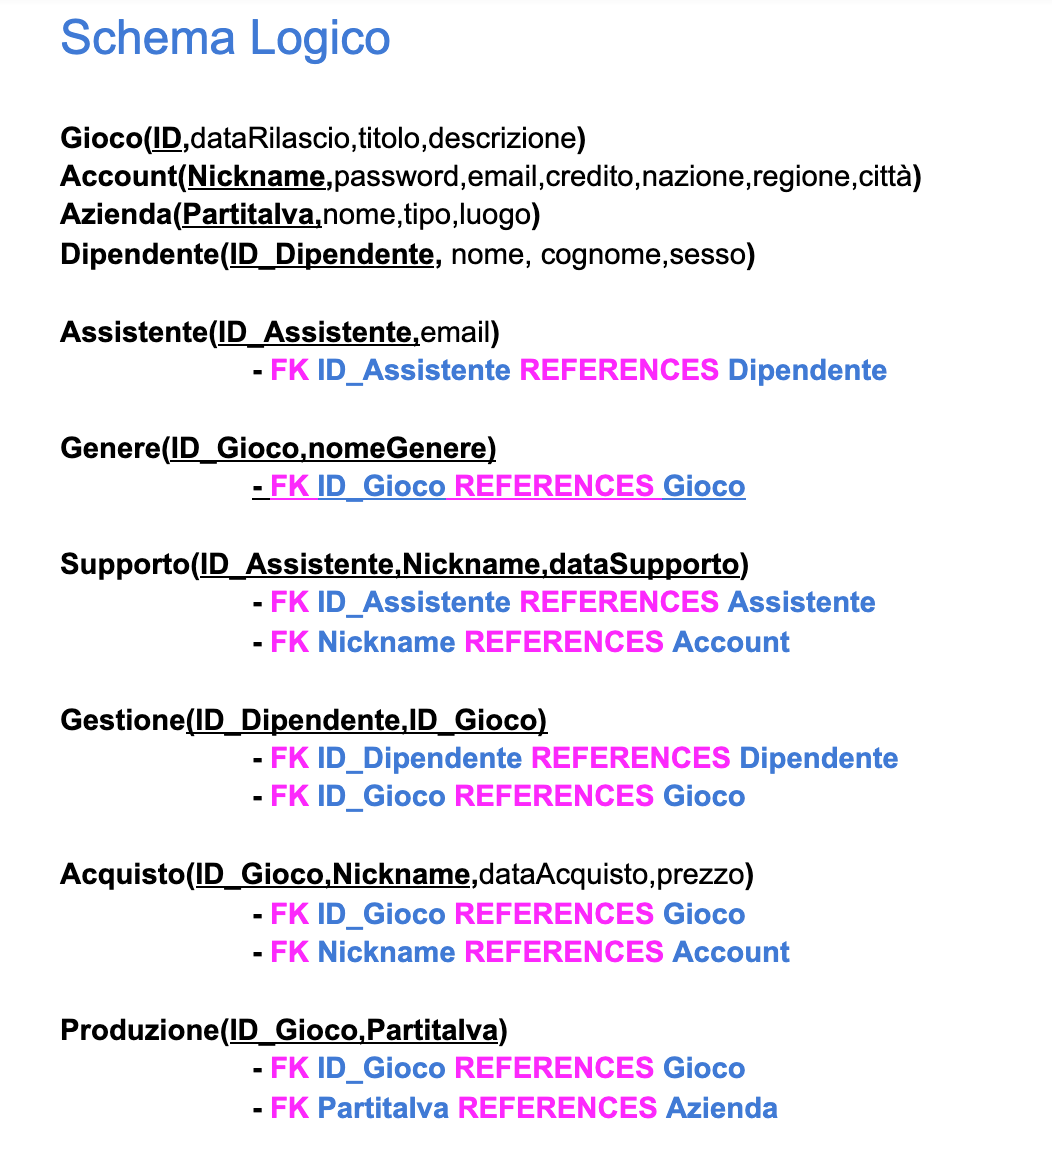 Schema Logico
Gioco(ID,dataRilascio,titolo,descrizione)
Account(Nickname,password,email,credito,nazione,regione,città)
Azienda(PartitaIva,nome,tipo,luogo)
Dipendente(ID_Dipendente, nome, cognome,sesso)
Assistente(ID_Assistente,email)
- FK ID_Assistente REFERENCES Dipendente
Genere(ID_Gioco,nomeGenere)
- FK ID_Gioco REFERENCES Gioco
Supporto(ID_Assistente,Nickname,dataSupporto)
- FK ID_Assistente REFERENCES Assistente
- FK Nickname REFERENCES Account
Gestione(ID_Dipendente,ID_Gioco)
- FK ID_Dipendente REFERENCES Dipendente
- FK ID_Gioco REFERENCES Gioco
Acquisto(ID_Gioco,Nickname,dataAcquisto,prezzo)
- FK ID_Gioco REFERENCES Gioco
- FK Nickname REFERENCES Account
Produzione(ID_Gioco,PartitaIva)
- FK ID_Gioco REFERENCES Gioco
- FK PartitaIva REFERENCES Azienda